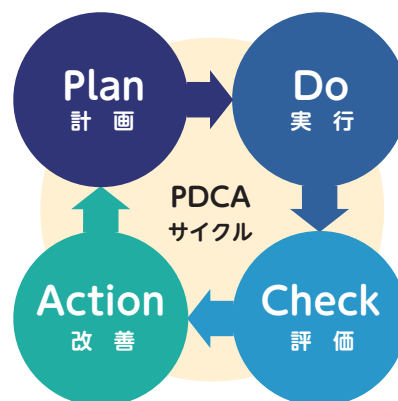 Plan
計画
Do
実行
PDCA
サイクル
Action
改善
Check
評価